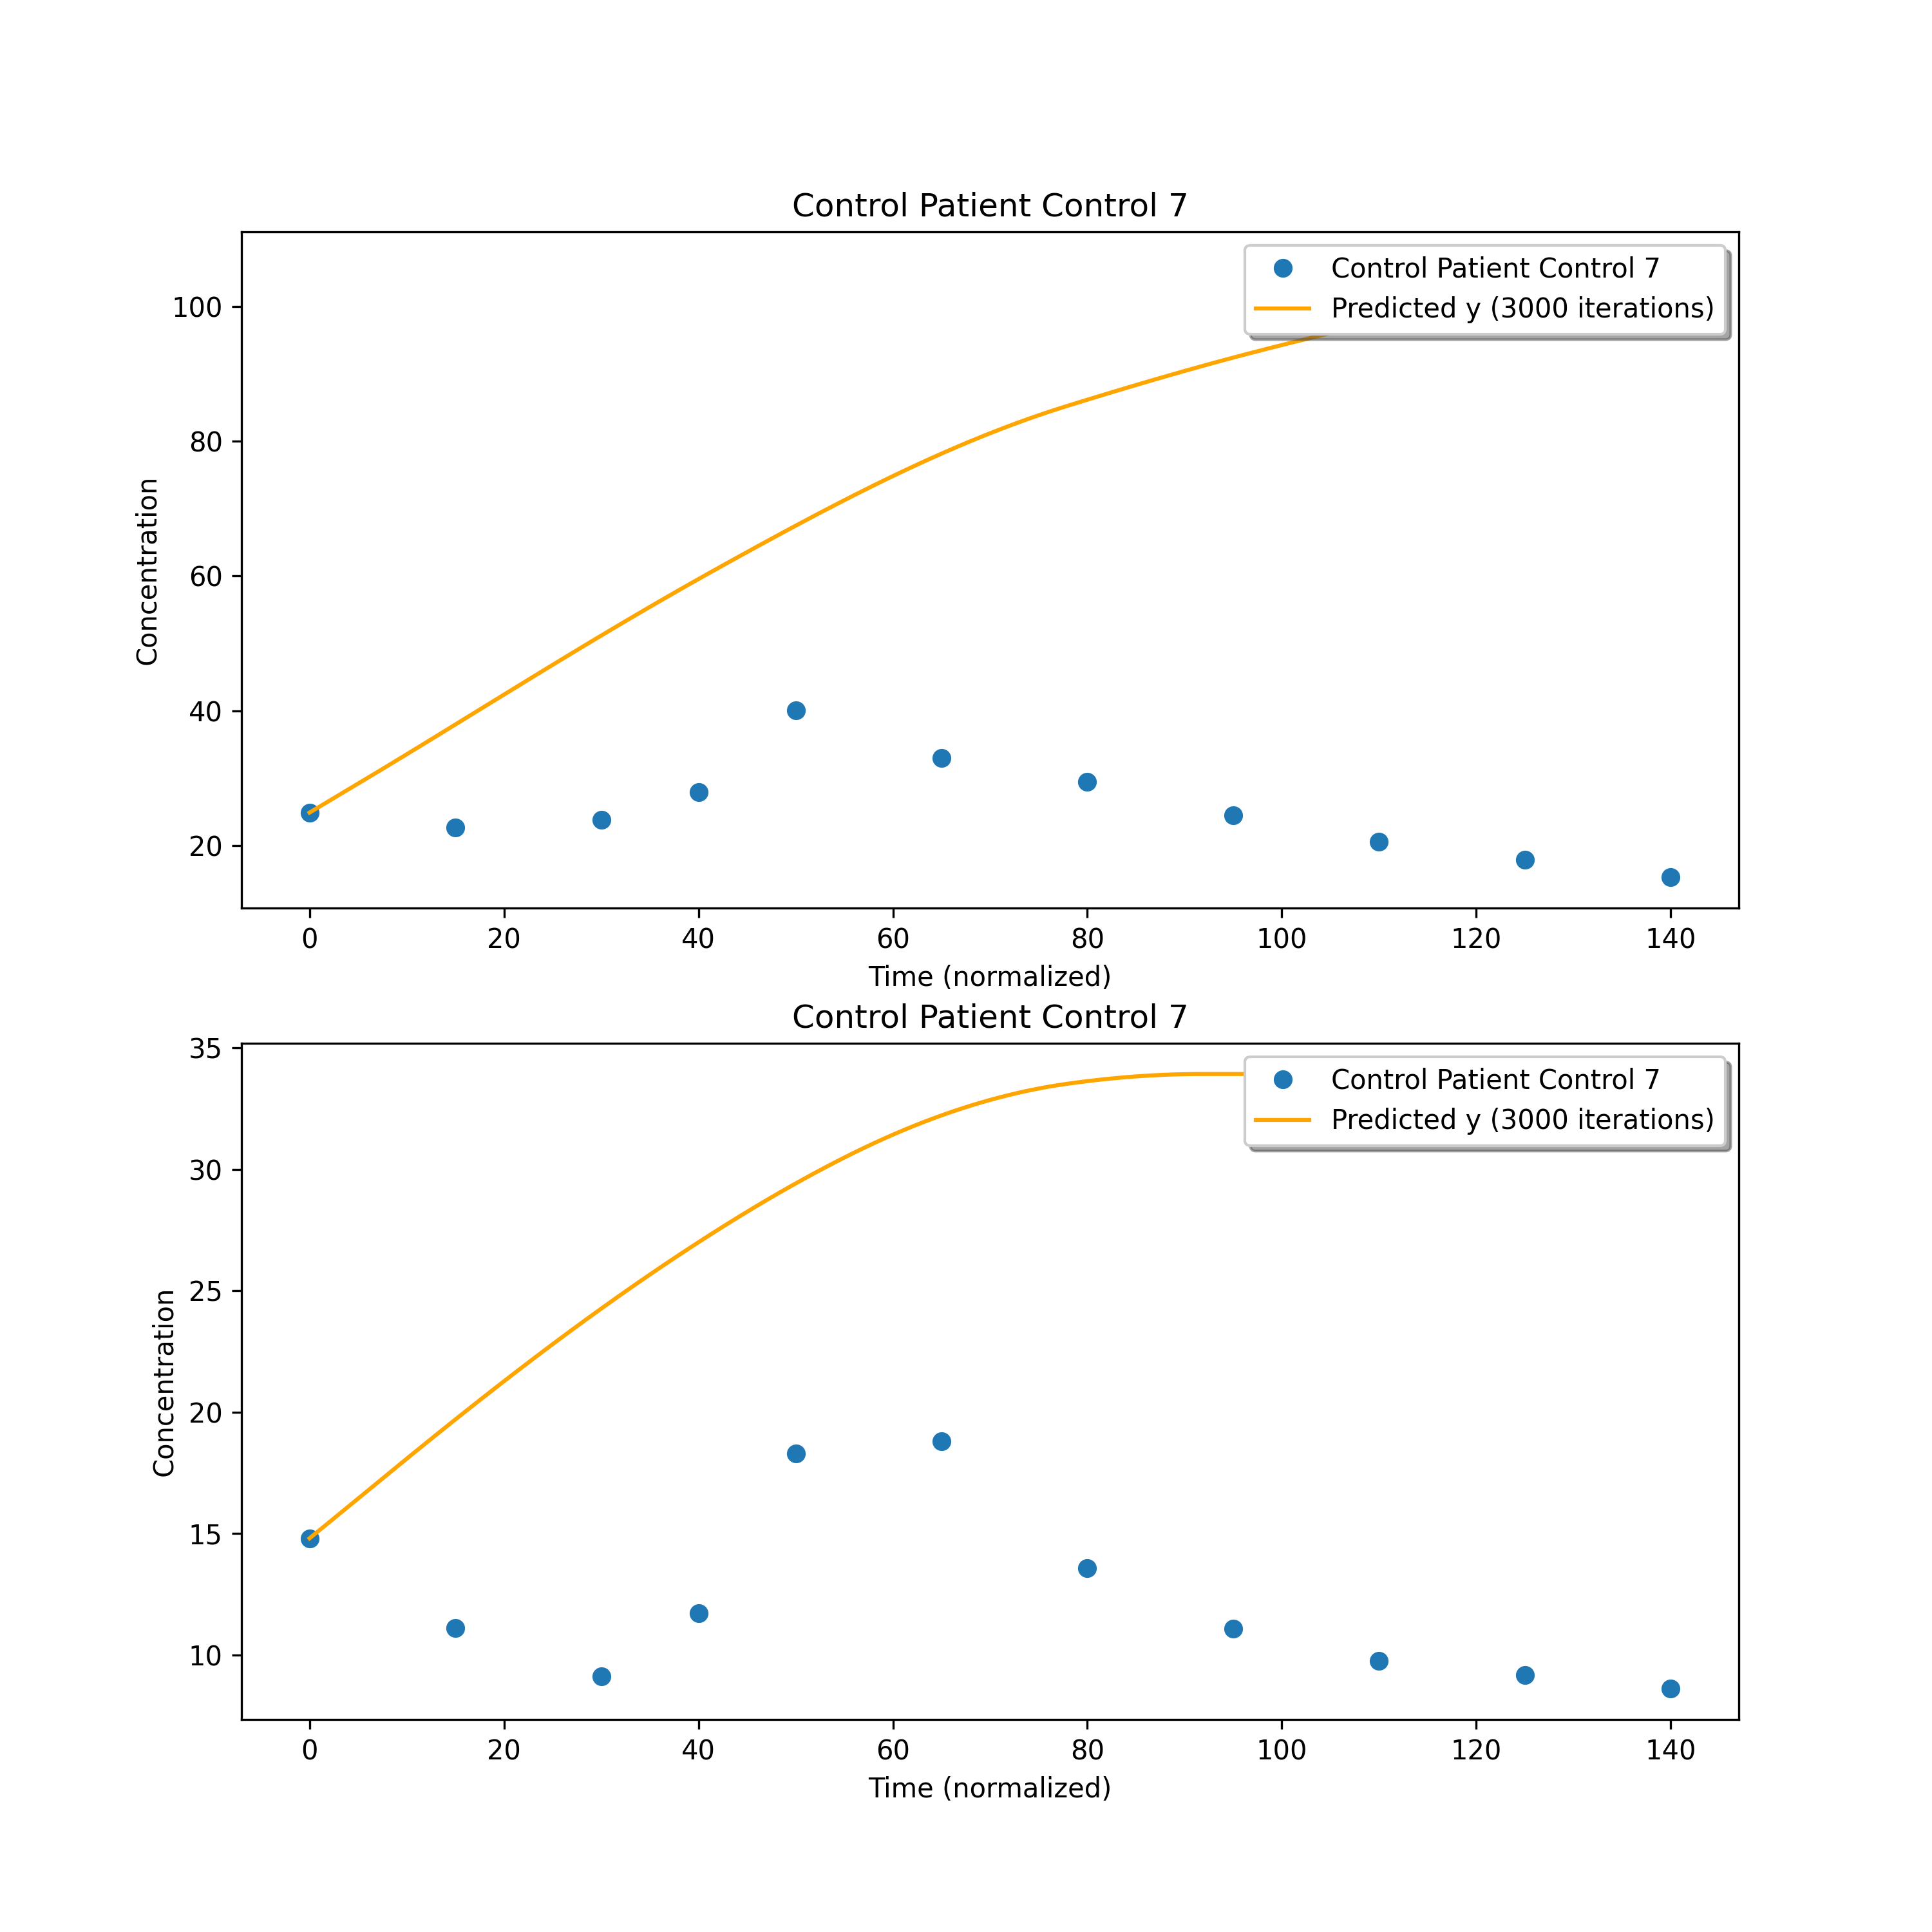 Control Patient Control 7
Control Patient Control 7
Predicted y (3000 iterations)
100
80
60
40
20
Concentration
0 20 40 60 80 100 120 140
Time (normalized)
Control Patient Control 7
Control Patient Control 7
Predicted y (3000 iterations)
35
30
25
20
15
10
Concentration
0 20 40 60 80 100 120 140
Time (normalized)